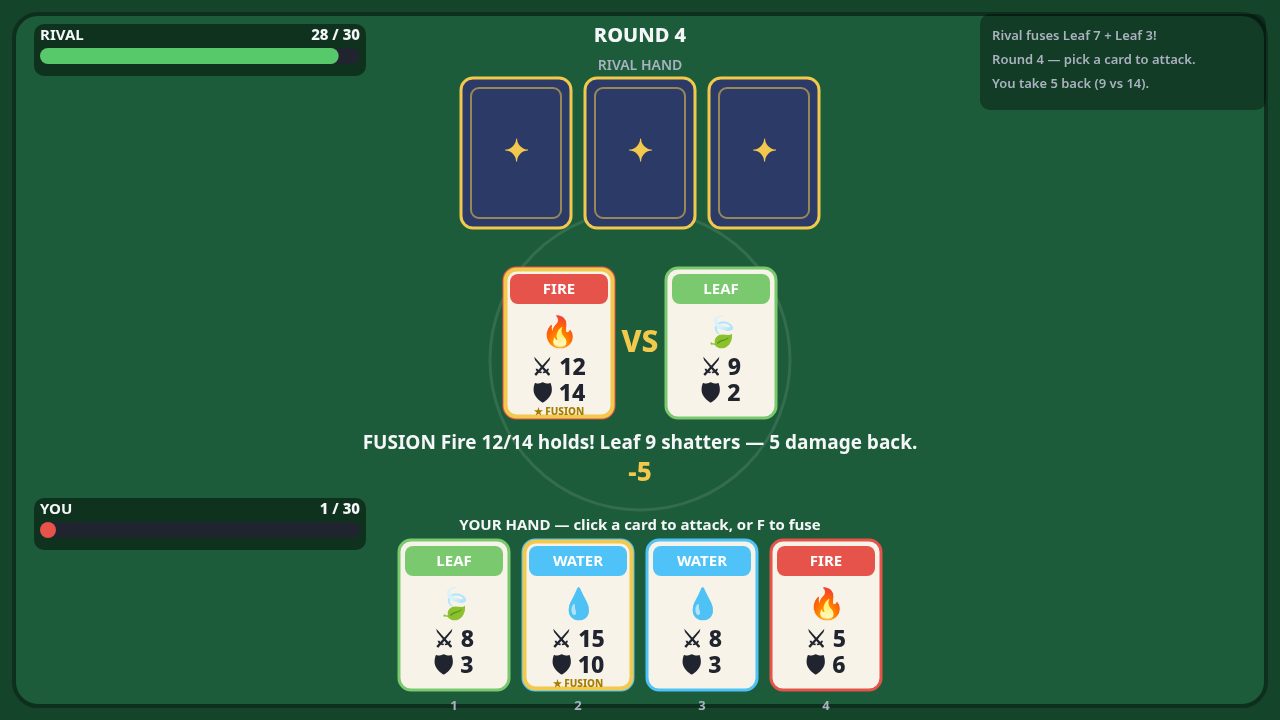 RIVAL 28 / 30
ROUND 4
RIVAL HAND
Rival fuses Leaf 7 + Leaf 3!
Round 4 — pick a card to attack.
You take 5 back (9 vs 14).
FIRE
⚔ 12
🛡 14
★ FUSION
VS
LEAF
⚔ 9
🛡 2
FUSION Fire 12/14 holds! Leaf 9 shatters — 5 damage back.
-5
YOU 1 / 30
YOUR HAND — click a card to attack, or F to fuse
LEAF
⚔ 8
🛡 3
1
WATER
⚔ 15
🛡 10
★ FUSION
2
WATER
⚔ 8
🛡 3
3
FIRE
⚔ 5
🛡 6
4